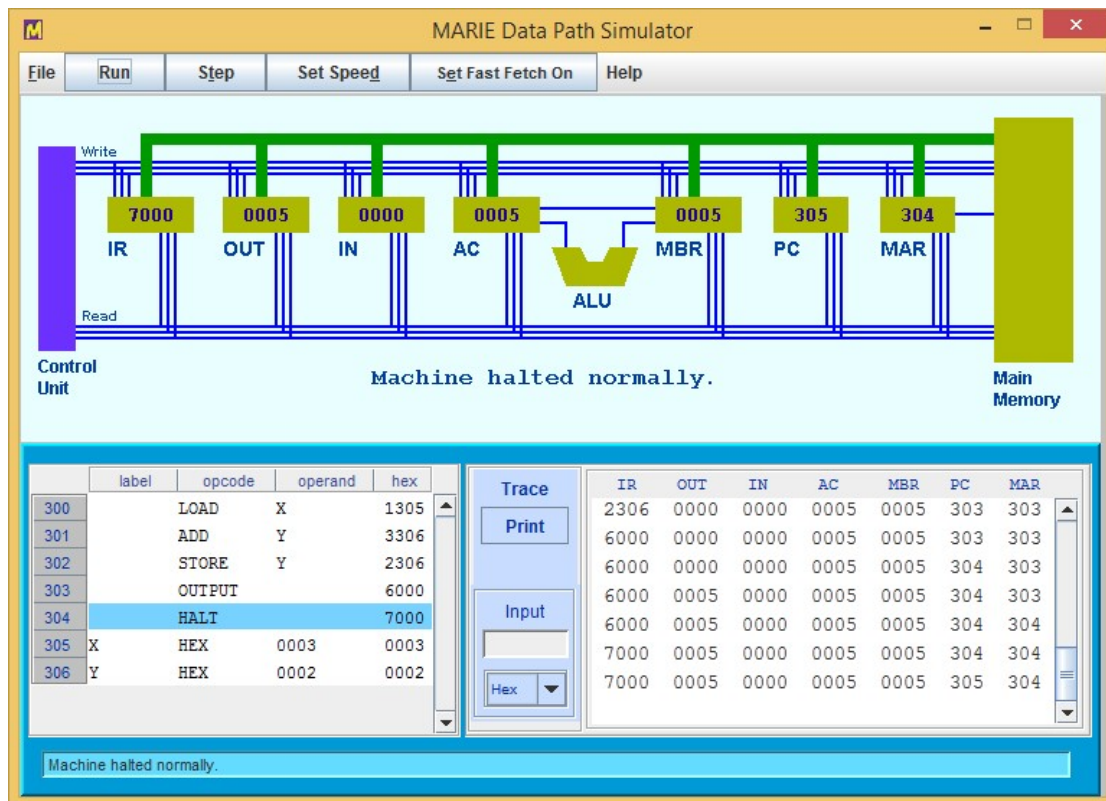 MARIE Data Path Simulator
File Run Step Set Speed Set Fast Fetch On Help
Write
7000 0005 0000 0005 0005 305 304
IR OUT IN AC MBR PC MAR
ALU
Read
Control
Unit
Machine halted normally.
Main
Memory
label opcode operand hex
300 LOAD X 1305
301 ADD Y 3306
302 STORE Y 2306
303 OUTPUT 6000
304 HALT 7000
305 X HEX 0003 0003
306 Y HEX 0002 0002
Trace
Print
Input
Hex
IR OUT IN AC MBR PC MAR
2306 0000 0000 0005 0005 303 303
6000 0000 0000 0005 0005 303 303
6000 0000 0000 0005 0005 304 303
6000 0005 0000 0005 0005 304 303
6000 0005 0000 0005 0005 304 304
7000 0005 0000 0005 0005 304 304
7000 0005 0000 0005 0005 305 304
Machine halted normally.